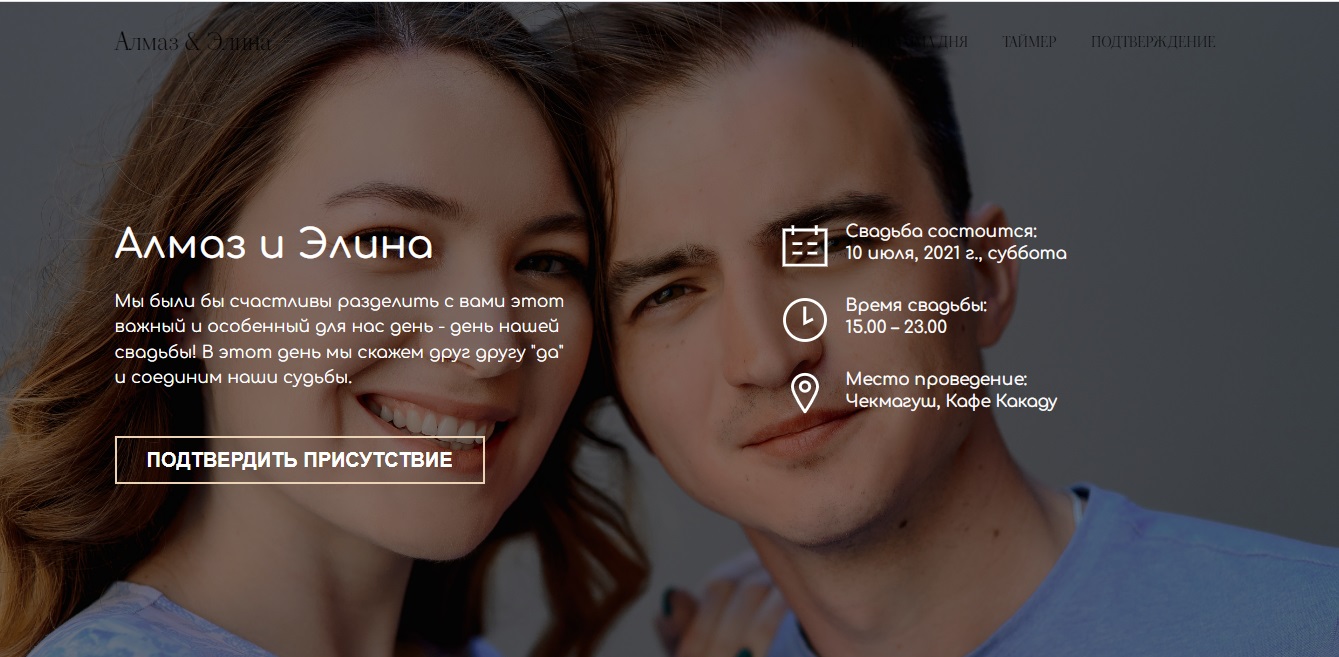 Алмаз & Элина
ДНЯ
ТАЙМЕР
ПОДТВЕРЖДЕНИЕ
Алмаз и Элина
Мы были бы счастливы разделить с вами этот
важный и особенный для нас день - день нашей
свадьбы! В этот день мы скажем друг другу "да"
и соединим наши судьбы.
ПОДТВЕРДИТЬ ПРИСУТСТВИЕ
Свадьба состоится:
10 июля, 2021 г., суббота
Время свадьбы:
15.00 – 23.00
Место проведение:
Чекмагуш, Кафе Какаду